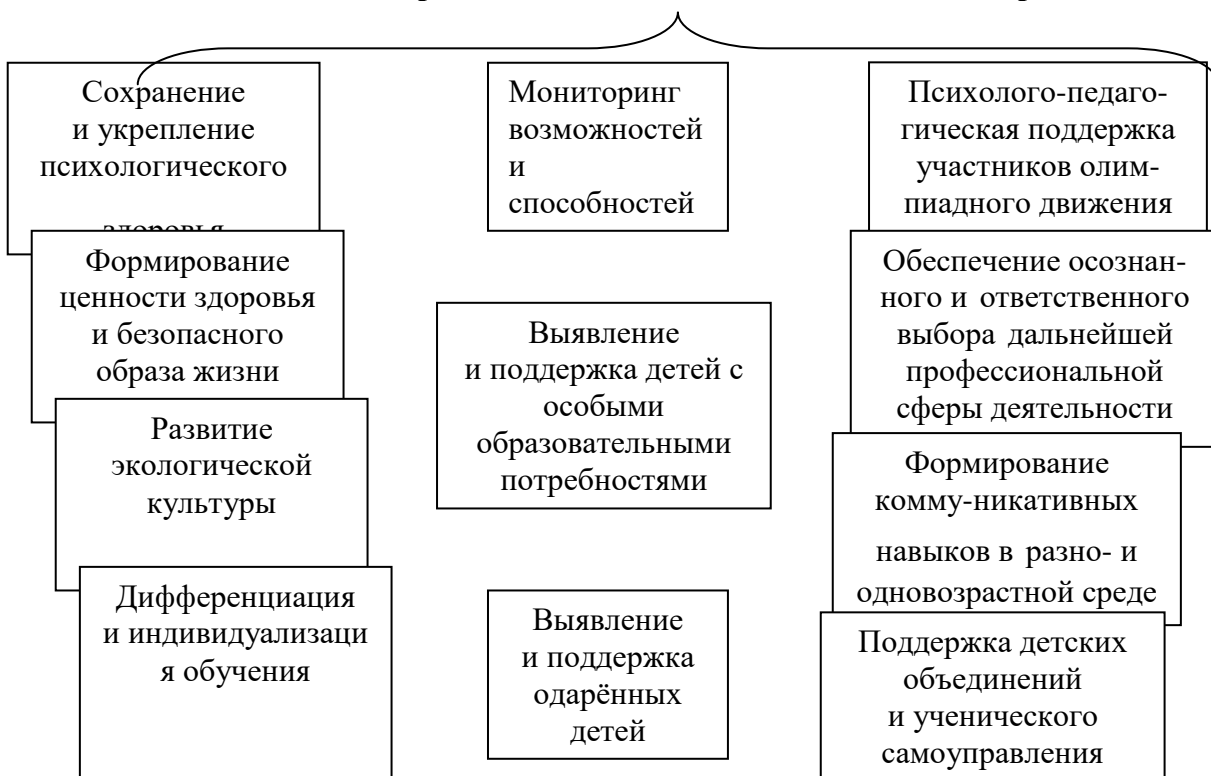 Сохранение
и укрепление
психологического
здоровья
Формирование
ценности здоровья
и безопасного
образа жизни
Развитие
экологической
культуры
Дифференциация
и индивидуализаци
я обучения
Мониторинг
возможностей
и
способностей
Выявление
и поддержка детей с
особыми
образовательными
потребностями
Выявление
и поддержка
одарённых
детей
Психолого-педаго-
гическая поддержка
участников олим-
пиадного движения
Обеспечение осознан-
ного и ответственного
выбора дальнейшей
профессиональной
сферы деятельности
Формирование
комму-никативных
навыков в разно- и
одновозрастной среде
Поддержка детских
объединений
и ученического
самоуправления